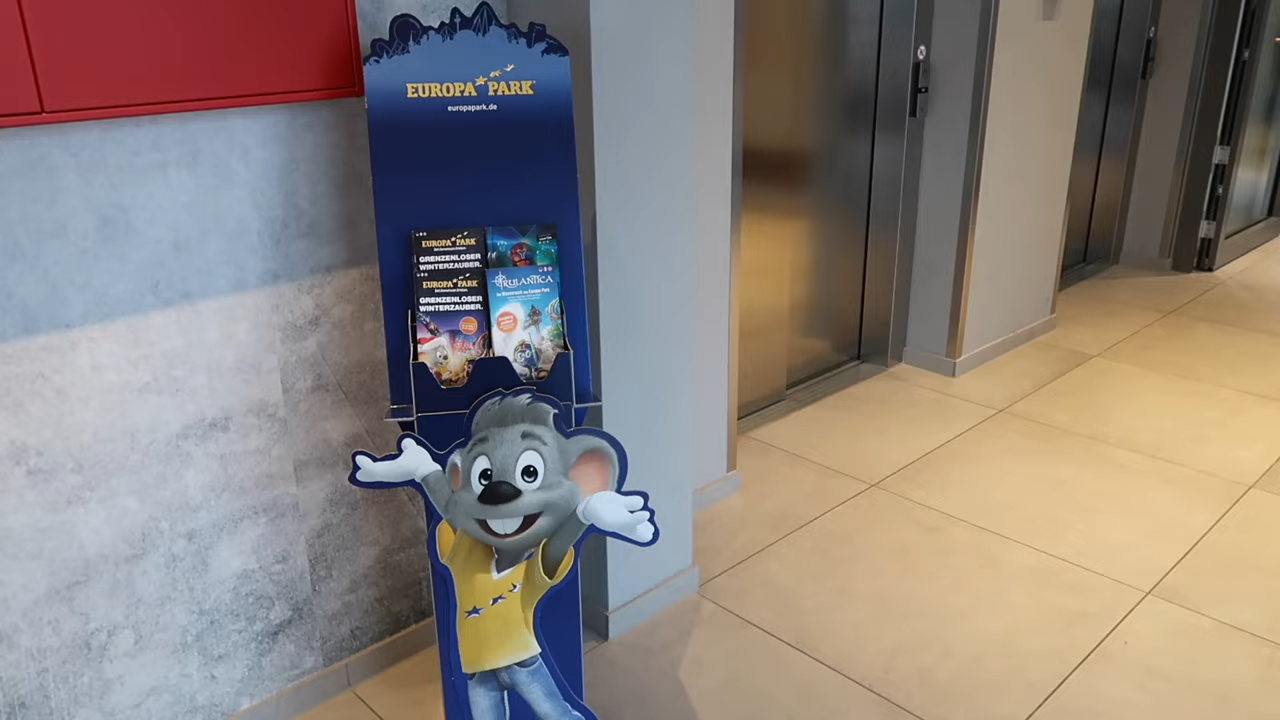 EUROPA PARK
europapark.de
EUROPA PARK
GRENZENLOSER
WINTERZAUBER.
EUROPA PARK
GRENZENLOSER
WINTERZAUBER.
RULANTICA